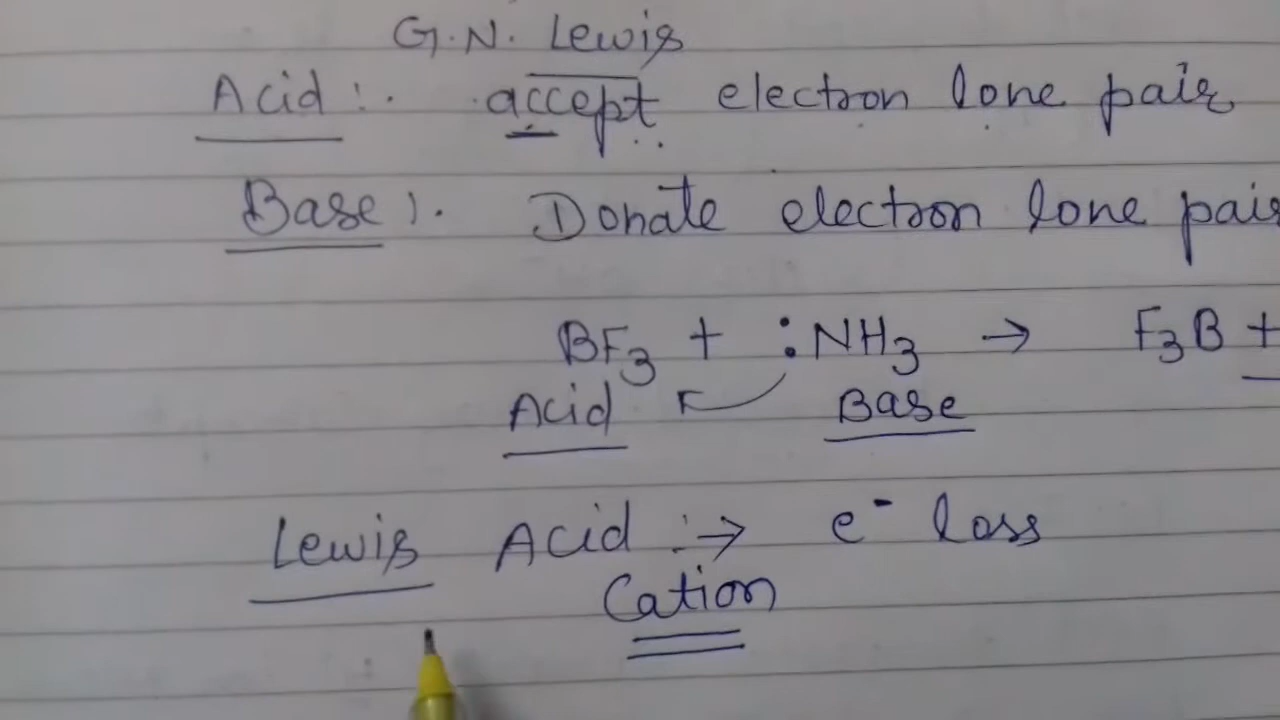 G.N. Lewis
Acid :. accept electron lone pair
Base :. Donate electron lone pair
BF3 + :NH3 → F3B +
Acid Base
Lewis Acid :→ e⁻ loss
Cation